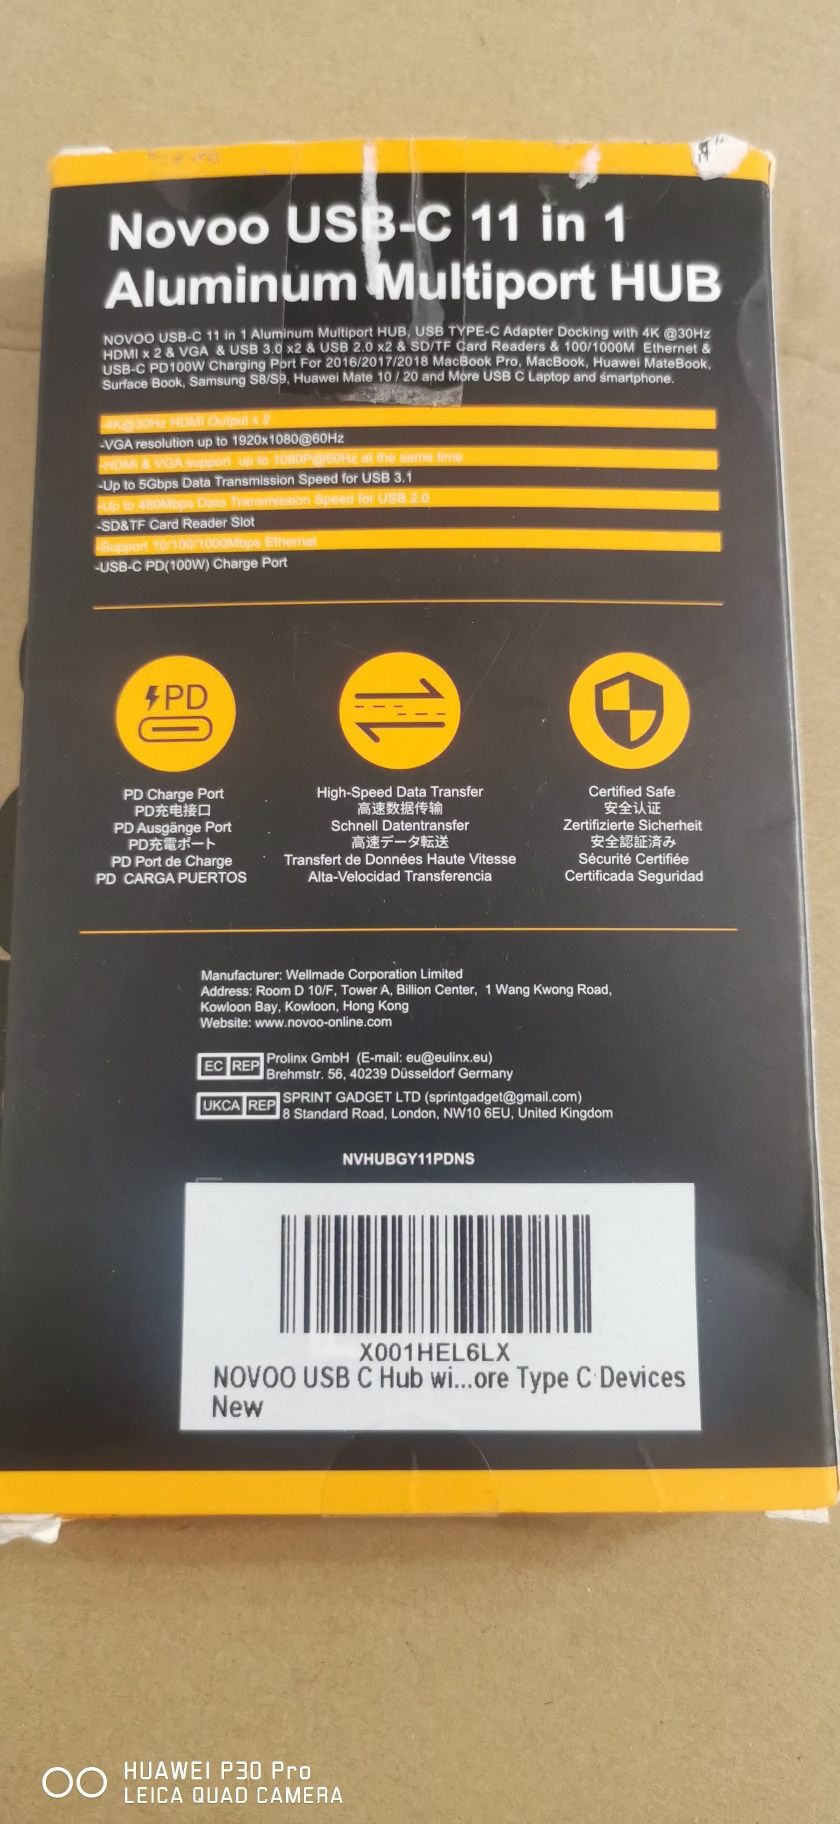 Novoo USB-C 11 in 1
Aluminum Multiport HUB
NOVOO USB-C 11 in 1 Aluminum Multiport HUB, USB TYPE-C Adapter Docking with 4K @30Hz
HDMI x 2 & VGA & USB 3.0 x2 & USB 2.0 x2 & SD/TF Card Readers & 100/1000M Ethernet &
USB-C PD100W Charging Port For 2016/2017/2018 MacBook Pro, MacBook, Huawei MateBook,
Surface Book, Samsung S8/S9, Huawei Mate 10 / 20 and More USB C Laptop and smartphone.
-4K@30Hz HDMI Output x 2
-VGA resolution up to 1920x1080@60Hz
-HDMI & VGA support up to 1080P@60Hz at the same time
-Up to 5Gbps Data Transmission Speed for USB 3.1
-Up to 480Mbps Data Transmission Speed for USB 2.0
-SD&TF Card Reader Slot
-Support 10/100/1000Mbps Ethernet
-USB-C PD(100W) Charge Port
PD
PD Charge Port
PD充电接口
PD Ausgänge Port
PD充電ポート
PD Port de Charge
PD CARGA PUERTOS
High-Speed Data Transfer
高速数据传输
Schnell Datentransfer
高速データ転送
Transfert de Données Haute Vitesse
Alta-Velocidad Transferencia
Certified Safe
安全认证
Zertifizierte Sicherheit
安全認証済み
Sécurité Certifiée
Certificada Seguridad
Manufacturer: Wellmade Corporation Limited
Address: Room D 10/F, Tower A, Billion Center, 1 Wang Kwong Road,
Kowloon Bay, Kowloon, Hong Kong
Website: www.novoo-online.com
EC REP Prolinx GmbH (E-mail: eu@eulinx.eu)
Brehmstr. 56, 40239 Düsseldorf Germany
UKCA REP SPRINT GADGET LTD (sprintgadget@gmail.com)
8 Standard Road, London, NW10 6EU, United Kingdom
NVHUBGY11PDNS
X001HEL6LX
NOVOO USB C Hub wi...ore Type C Devices
New
HUAWEI P30 Pro
LEICA QUAD CAMERA